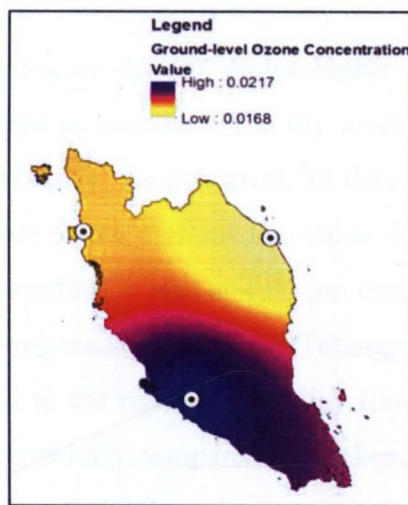 Legend
Ground-level Ozone Concentration
Value
High : 0.0217
Low : 0.0168